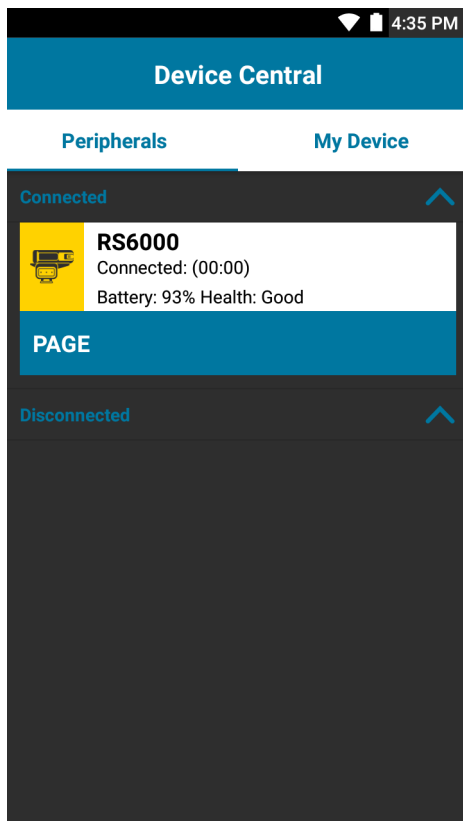 4:35 PM
Device Central
Peripherals My Device
Connected
RS6000
Connected: (00:00)
Battery: 93% Health: Good
PAGE
Disconnected